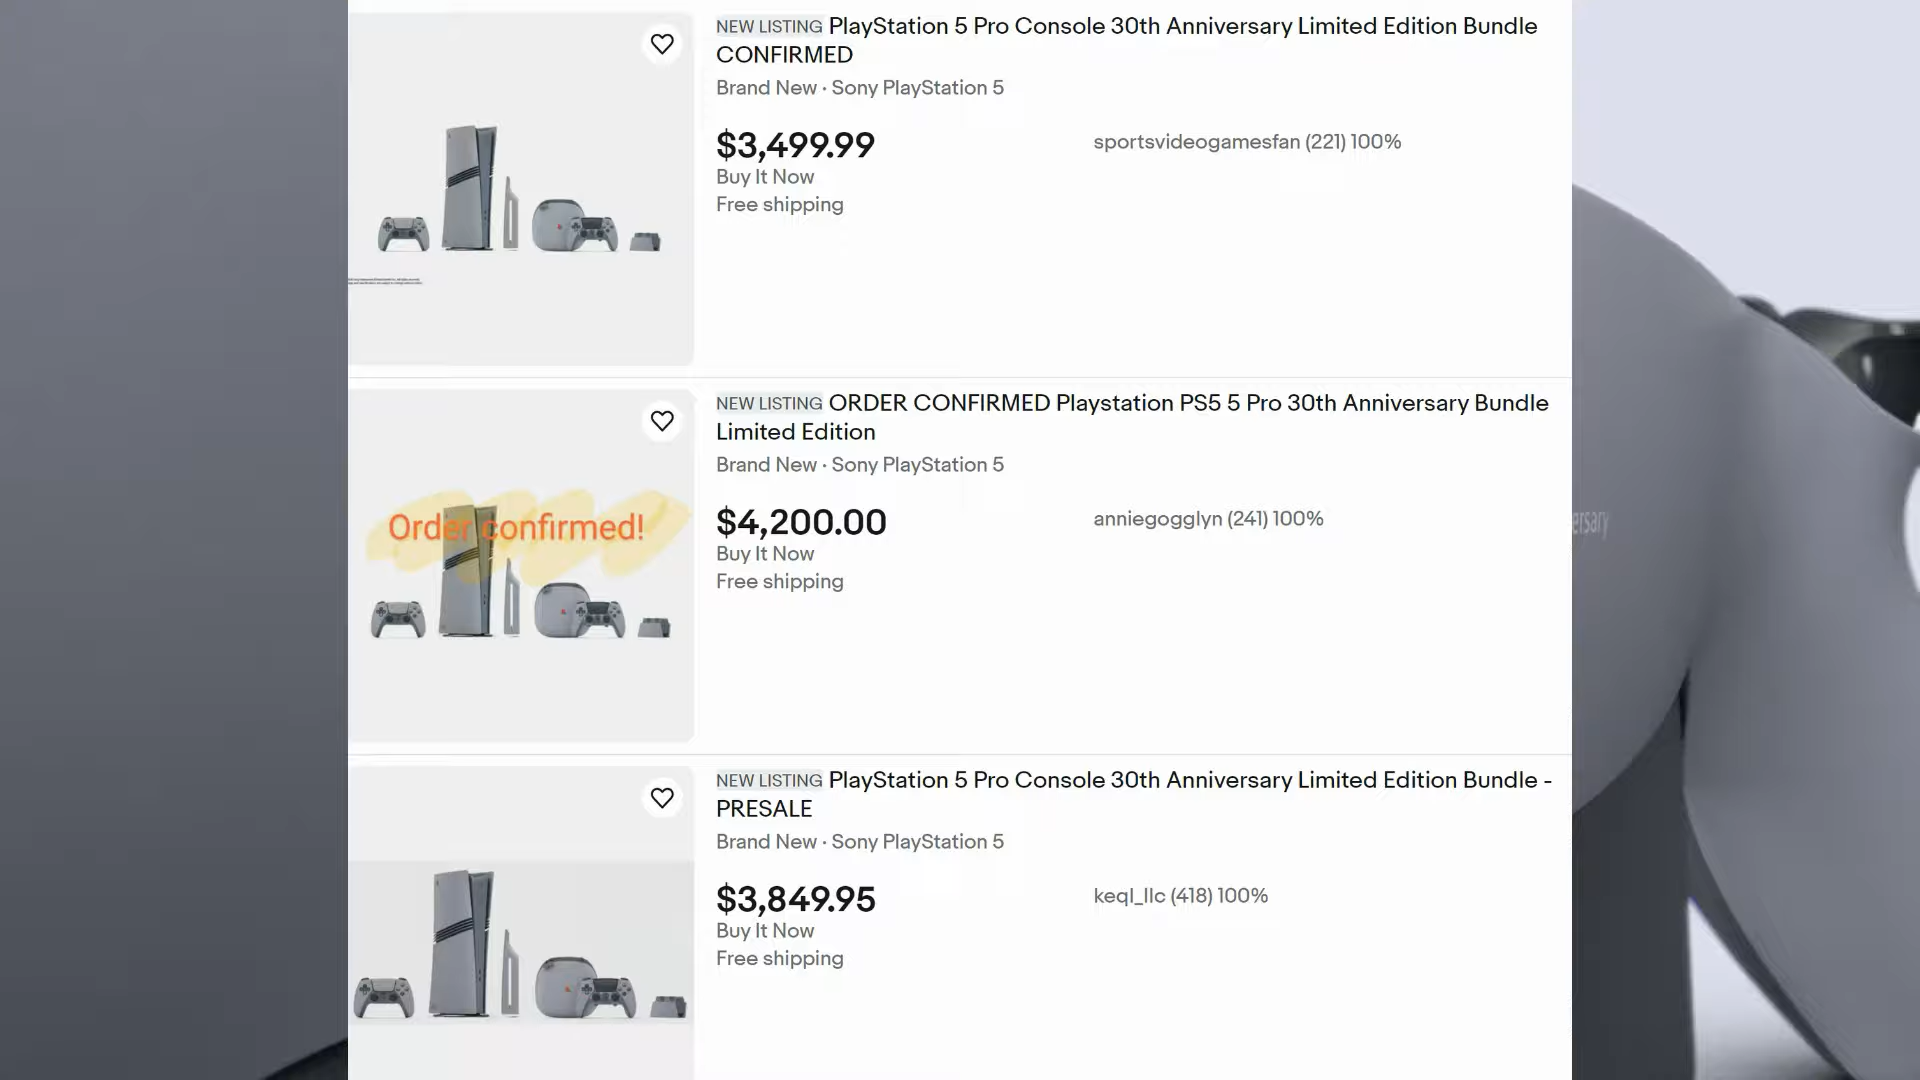 NEW LISTING PlayStation 5 Pro Console 30th Anniversary Limited Edition Bundle
CONFIRMED
Brand New · Sony PlayStation 5
$3,499.99
sportsvideogamesfan (221) 100%
Buy It Now
Free shipping
NEW LISTING ORDER CONFIRMED Playstation PS5 5 Pro 30th Anniversary Bundle
Limited Edition
Brand New · Sony PlayStation 5
Order confirmed!
$4,200.00
anniegogglyn (241) 100%
Buy It Now
Free shipping
NEW LISTING PlayStation 5 Pro Console 30th Anniversary Limited Edition Bundle -
PRESALE
Brand New · Sony PlayStation 5
$3,849.95
keql_llc (418) 100%
Buy It Now
Free shipping
ersary